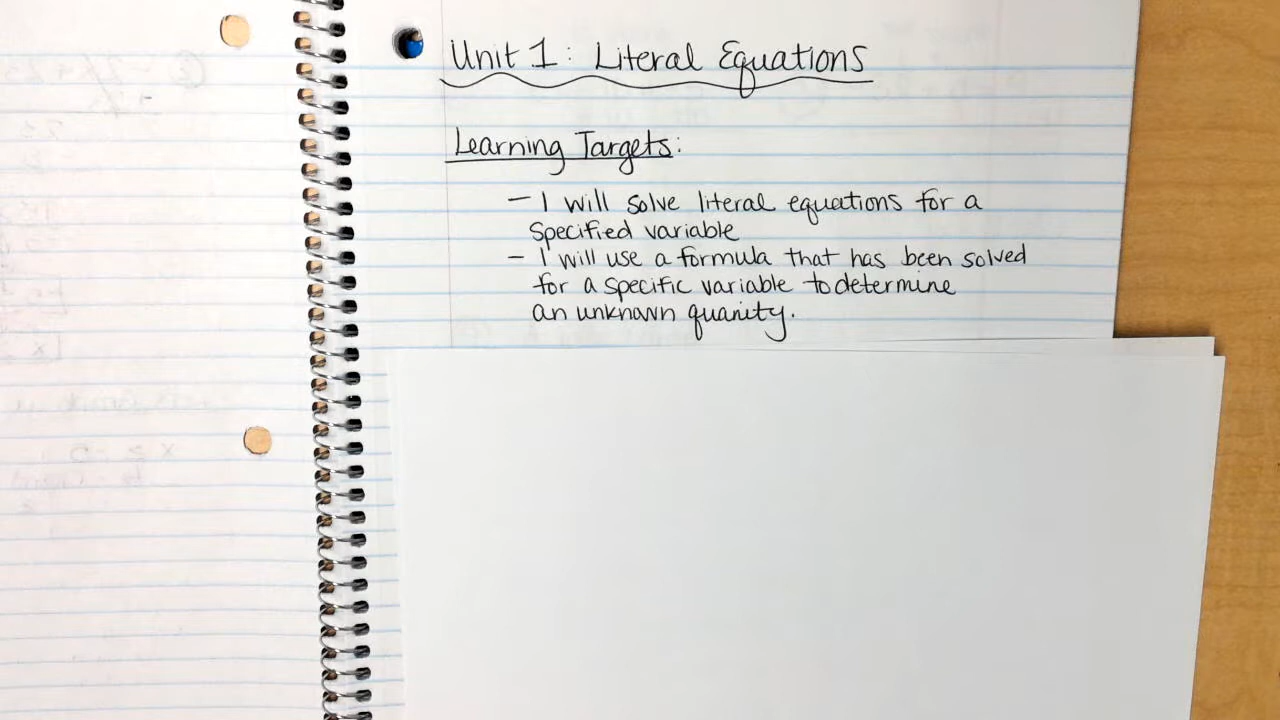 Unit 1: Literal Equations
Learning Targets:
- I will solve literal equations for a
specified variable
- I will use a formula that has been solved
for a specific variable to determine
an unknown quanity.